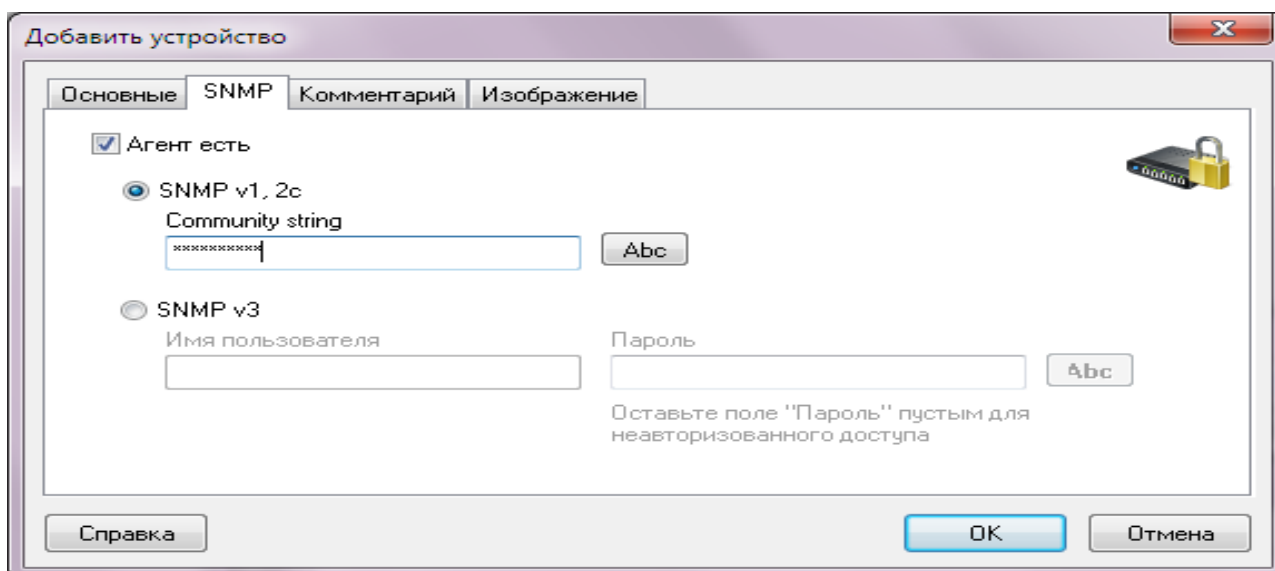 Добавить устройство
Основные SNMP Комментарий Изображение
Агент есть
SNMP v1, 2c
Community string
**********
Abc
SNMP v3
Имя пользователя Пароль
Abc
Оставьте поле "Пароль" пустым для
неавторизованного доступа
Справка OK Отмена